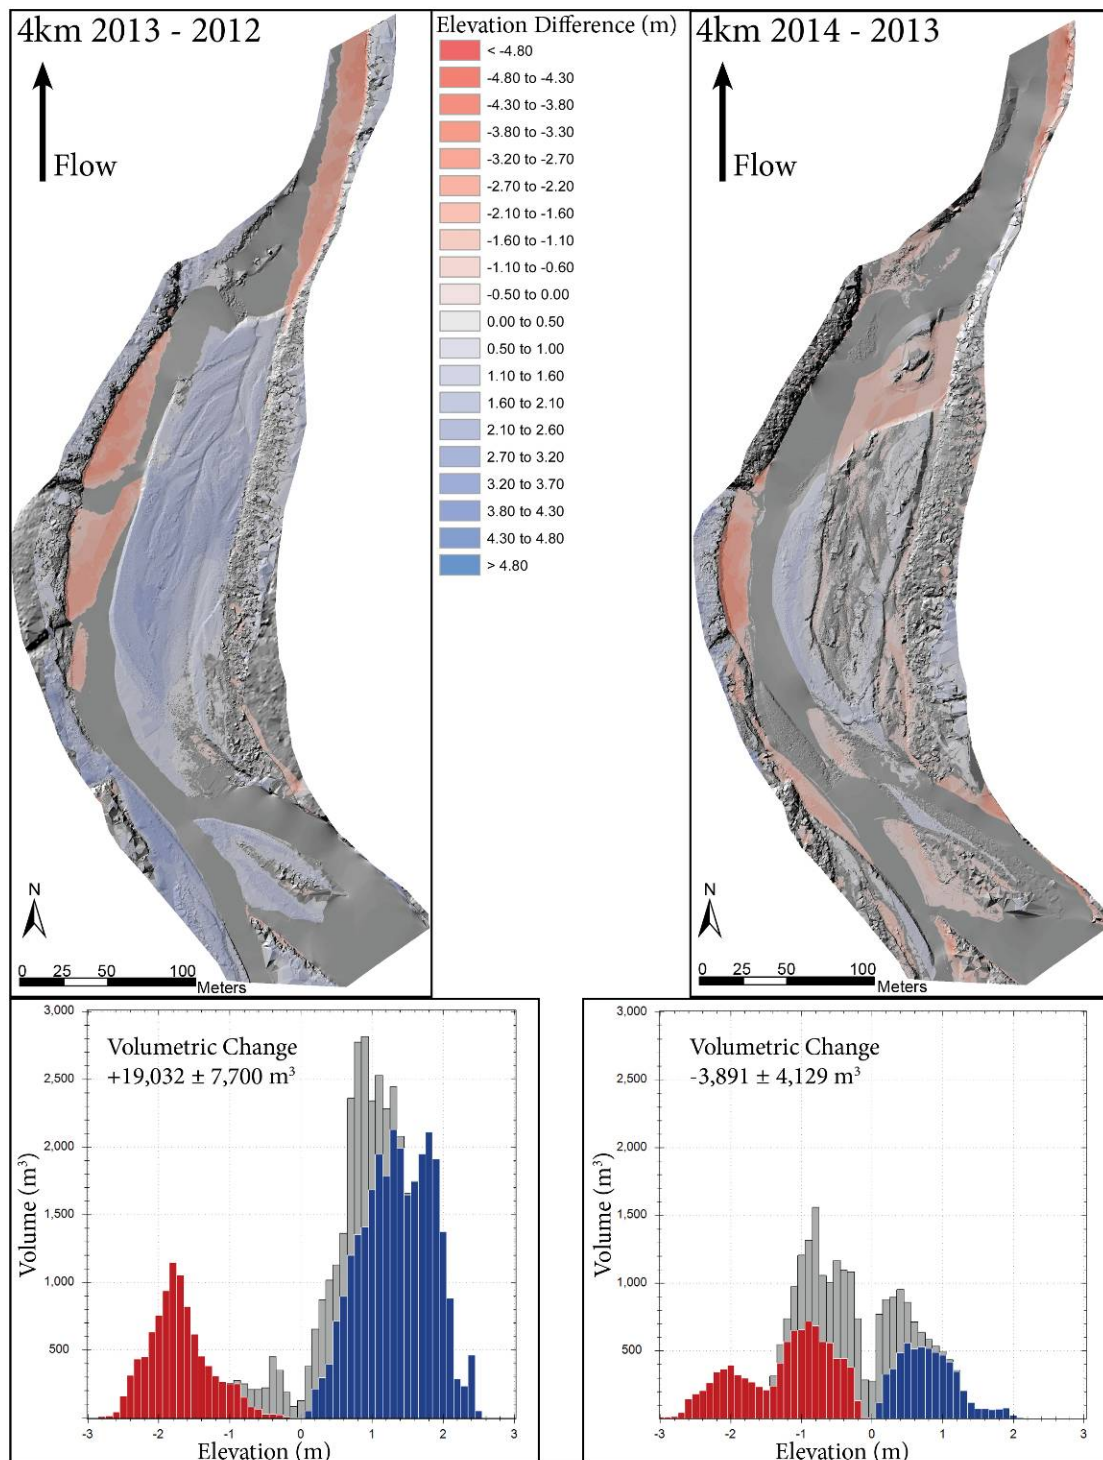 4km 2013 - 2012
Flow
N
0 25 50 100
Meters
Elevation Difference (m)
< -4.80
-4.80 to -4.30
-4.30 to -3.80
-3.80 to -3.30
-3.20 to -2.70
-2.70 to -2.20
-2.10 to -1.60
-1.60 to -1.10
-1.10 to -0.60
-0.50 to 0.00
0.00 to 0.50
0.50 to 1.00
1.10 to 1.60
1.60 to 2.10
2.10 to 2.60
2.70 to 3.20
3.20 to 3.70
3.80 to 4.30
4.30 to 4.80
> 4.80
4km 2014 - 2013
Flow
N
0 25 50 100
Meters
Volumetric Change
+19,032 ± 7,700 m³
3,000
2,500
2,000
1,500
1,000
500
Volume (m³)
-3 -2 -1 0 1 2 3
Elevation (m)
Volumetric Change
-3,891 ± 4,129 m³
3,000
2,500
2,000
1,500
1,000
500
Volume (m³)
-3 -2 -1 0 1 2 3
Elevation (m)